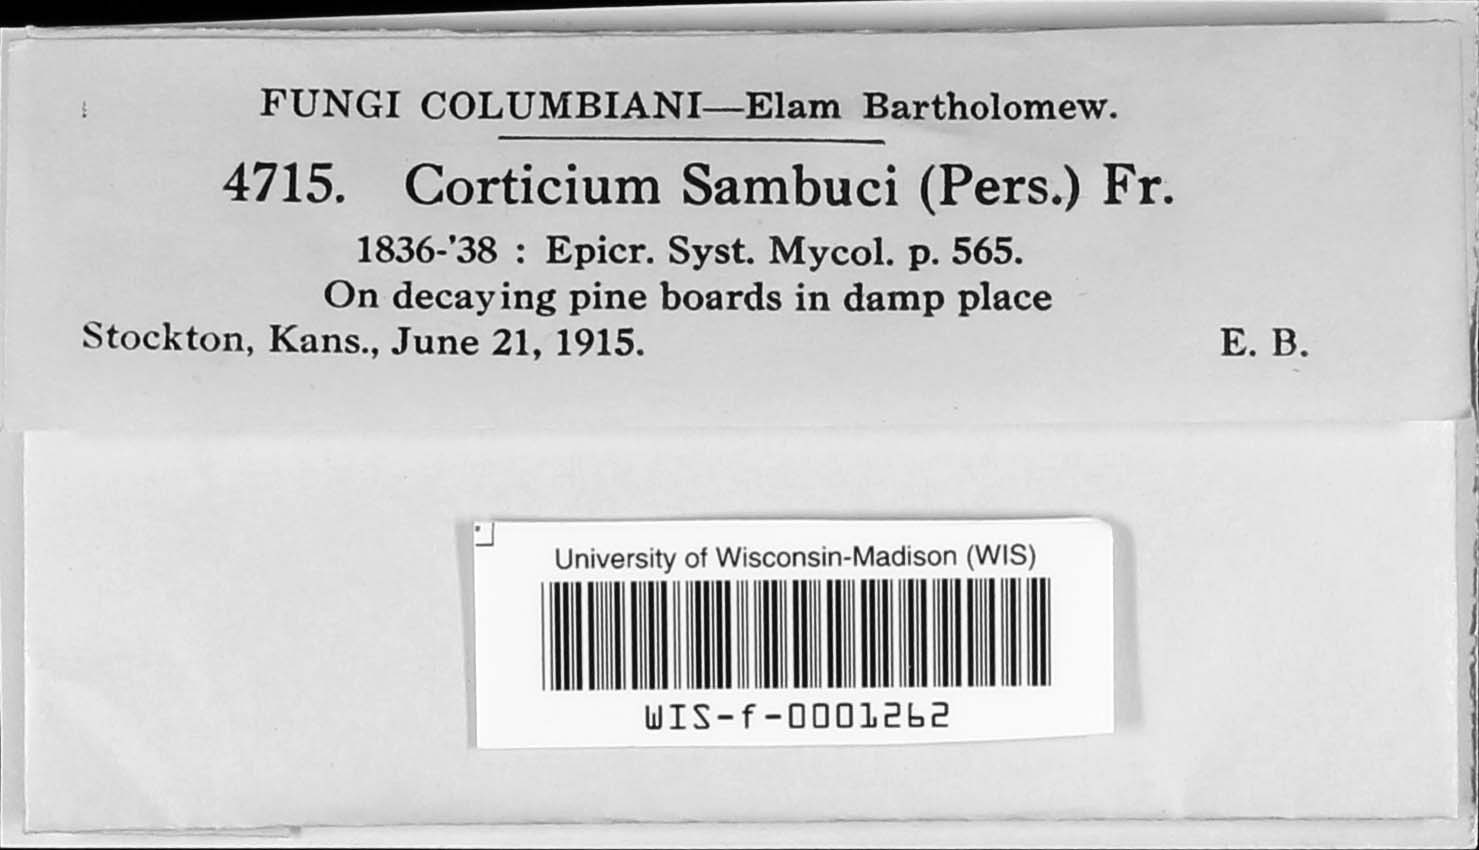 FUNGI COLUMBIANI—Elam Bartholomew.
4715. Corticium Sambuci (Pers.) Fr.
1836-'38 : Epicr. Syst. Mycol. p. 565.
On decaying pine boards in damp place
Stockton, Kans., June 21, 1915. E. B.
University of Wisconsin-Madison (WIS)
WIS-f-0001262